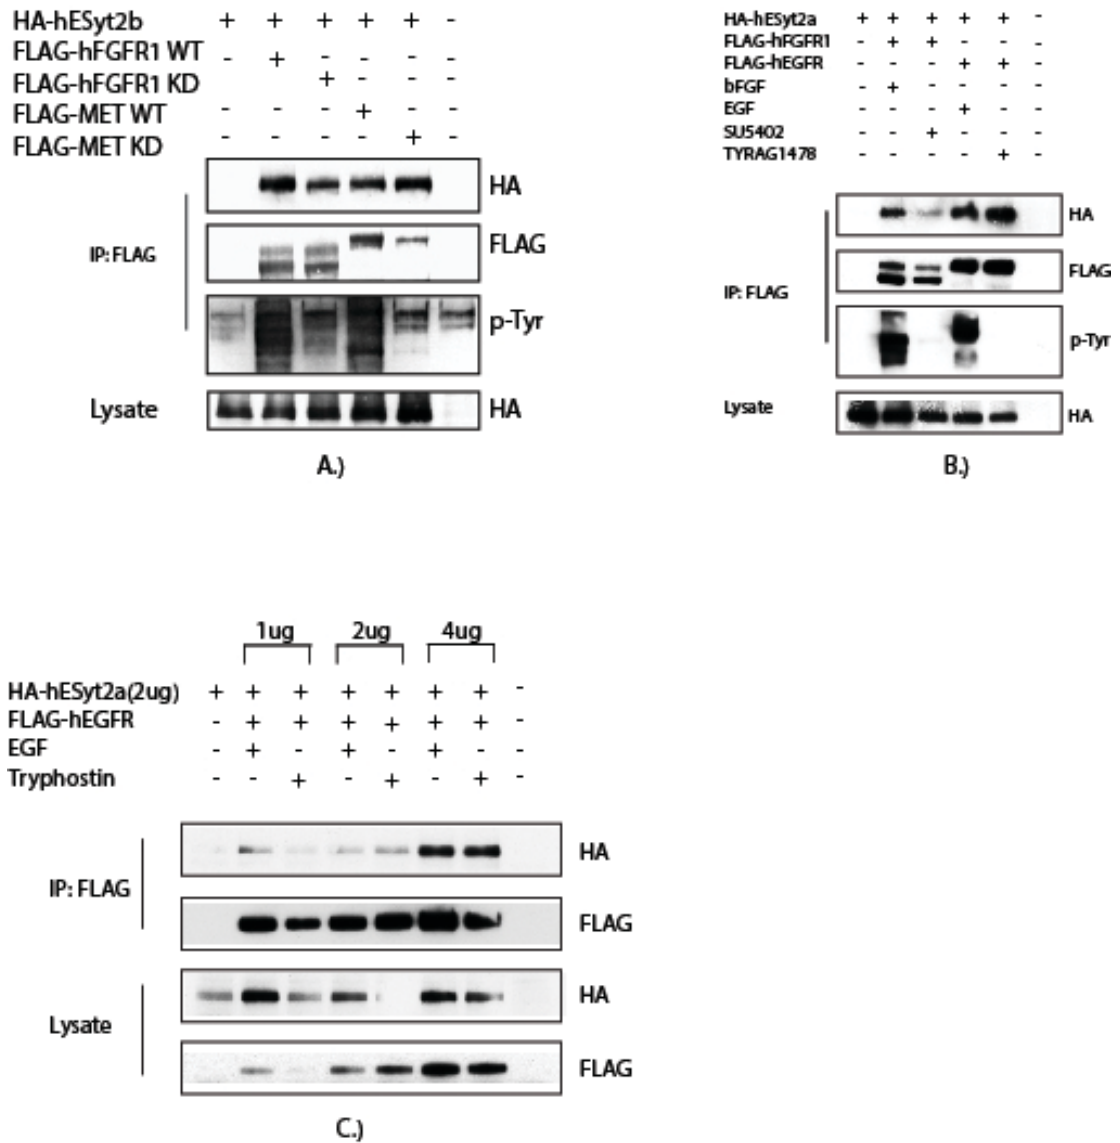 HA-hESyt2b + + + + + -
FLAG-hFGFR1 WT - + - - - -
FLAG-hFGFR1 KD - - + - - -
FLAG-MET WT - - - + - -
FLAG-MET KD - - - - + -
HA
IP: FLAG
FLAG
p-Tyr
Lysate
HA
A.)
HA-hESyt2a + + + + + -
FLAG-hFGFR1 - + + - - -
FLAG-hEGFR - - - + + -
bFGF - + - - - -
EGF - - - + - -
SU5402 - - + - - -
TYRAG1478 - - - - + -
HA
FLAG
IP: FLAG
p-Tyr
Lysate
HA
B.)
1ug 2ug 4ug
HA-hESyt2a(2ug) + + + + + + + -
FLAG-hEGFR - + + + + + + -
EGF - + - + - + - -
Tryphostin - - + - + - + -
HA
IP: FLAG
FLAG
HA
Lysate
FLAG
C.)